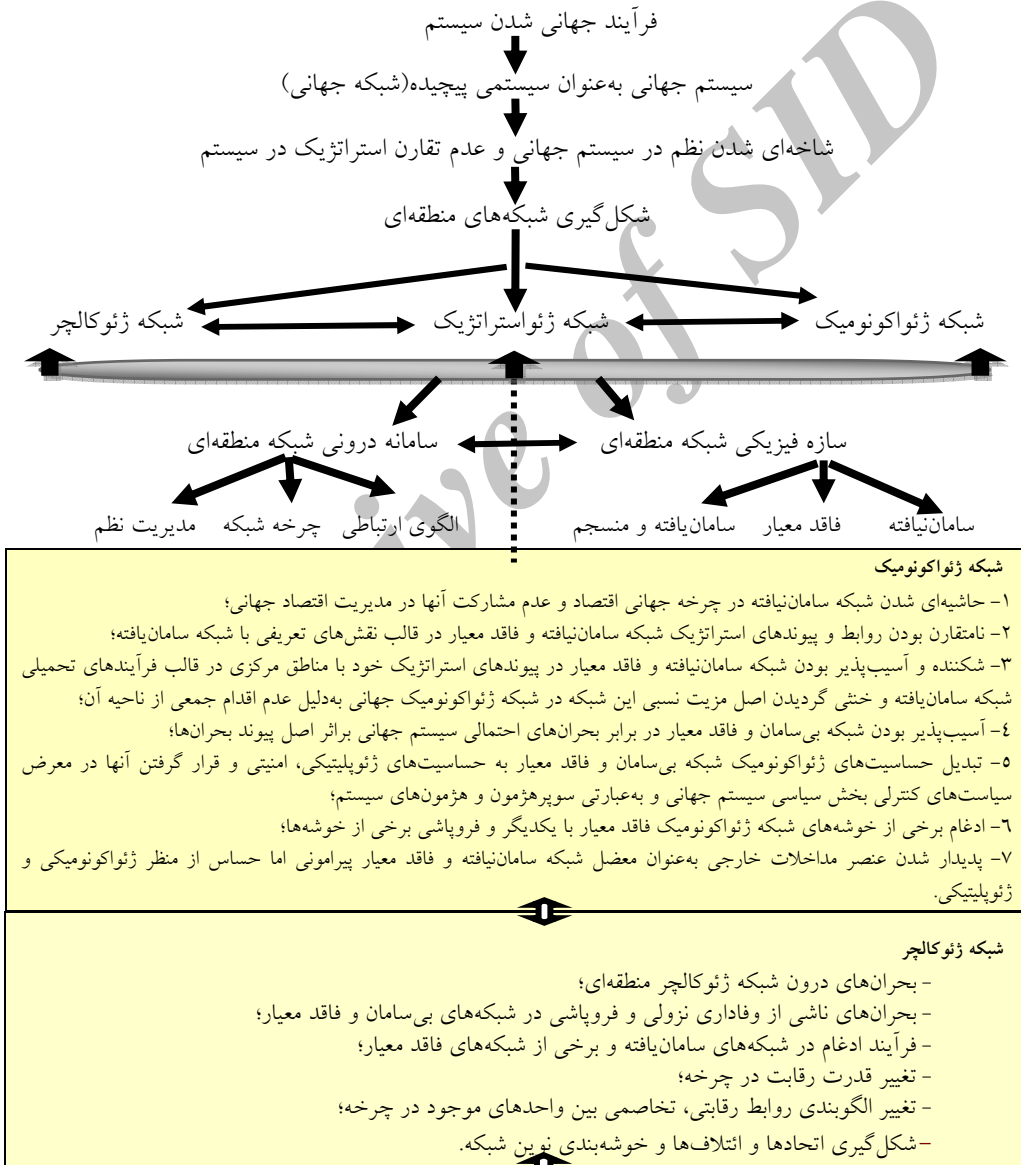 فرآیند جهانی شدن سیستم
سیستم جهانی به‌عنوان سیستمی پیچیده(شبکه جهانی)
شاخه‌ای شدن نظم در سیستم جهانی و عدم تقارن استراتژیک در سیستم
شکل‌گیری شبکه‌های منطقه‌ای
شبکه ژئواکونومیک شبکه ژئواستراتژیک شبکه ژئوکالچر
سازه فیزیکی شبکه منطقه‌ای سامانه درونی شبکه منطقه‌ای
سامان‌نیافته فاقد معیار سامان‌یافته و منسجم الگوی ارتباطی چرخه شبکه مدیریت نظم
شبکه ژئواکونومیک
۱- حاشیه‌ای شدن شبکه سامان‌نیافته در چرخه جهانی اقتصاد و عدم مشارکت آنها در مدیریت اقتصاد جهانی؛
۲- نامتقارن بودن روابط و پیوندهای استراتژیک شبکه سامان‌نیافته و فاقد معیار در قالب نقش‌های تعریفی با شبکه سامان‌یافته؛
۳- شکننده و آسیب‌پذیر بودن شبکه سامان‌نیافته و فاقد معیار در پیوندهای استراتژیک خود با مناطق مرکزی در قالب فرآیندهای تحمیلی
شبکه سامان‌یافته و خنثی گردیدن اصل مزیت نسبی این شبکه در شبکه ژئواکونومیک جهانی به‌دلیل عدم اقدام جمعی از ناحیه آن؛
٤- آسیب‌پذیر بودن شبکه بی‌سامان و فاقد معیار در برابر بحران‌های احتمالی سیستم جهانی براثر اصل پیوند بحران‌ها؛
٥- تبدیل حساسیت‌های ژئواکونومیک شبکه بی‌سامان و فاقد معیار به حساسیت‌های ژئوپلیتیکی، امنیتی و قرار گرفتن آنها در معرض
سیاست‌های کنترلی بخش سیاسی سیستم جهانی و به‌عبارتی سوپرهژمون و هژمون‌های سیستم؛
٦- ادغام برخی از خوشه‌های شبکه ژئواکونومیک فاقد معیار با یکدیگر و فروپاشی برخی از خوشه‌ها؛
۷- پدیدار شدن عنصر مداخلات خارجی به‌عنوان معضل شبکه سامان‌نیافته و فاقد معیار پیرامونی اما حساس از منظر ژئواکونومیکی و
ژئوپلیتیکی.
شبکه ژئوکالچر
- بحران‌های درون شبکه ژئوکالچر منطقه‌ای؛
- بحران‌های ناشی از وفاداری نزولی و فروپاشی در شبکه‌های بی‌سامان و فاقد معیار؛
- فرآیند ادغام در شبکه‌های سامان‌یافته و برخی از شبکه‌های فاقد معیار؛
- تغییر قدرت رقابت در چرخه؛
- تغییر الگوبندی روابط رقابتی، تخاصمی بین واحدهای موجود در چرخه؛
- شکل‌گیری اتحادها و ائتلاف‌ها و خوشه‌بندی نوین شبکه.
ive of SID